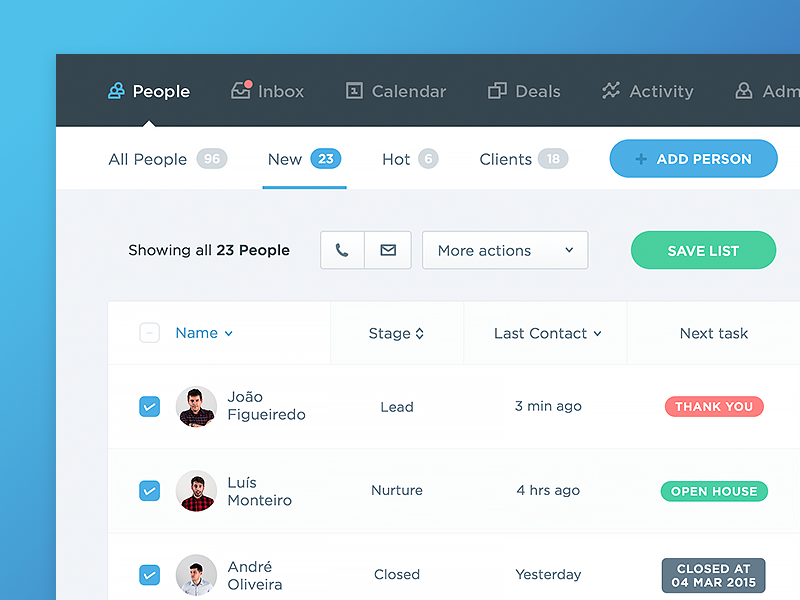 People Inbox 1 Calendar Deals Activity Adm
All People 96 New 23 Hot 6 Clients 18 + ADD PERSON
Showing all 23 People More actions SAVE LIST
Name Stage Last Contact Next task
João
Figueiredo
Lead 3 min ago THANK YOU
Luís
Monteiro
Nurture 4 hrs ago OPEN HOUSE
André
Oliveira
Closed Yesterday CLOSED AT
04 MAR 2015